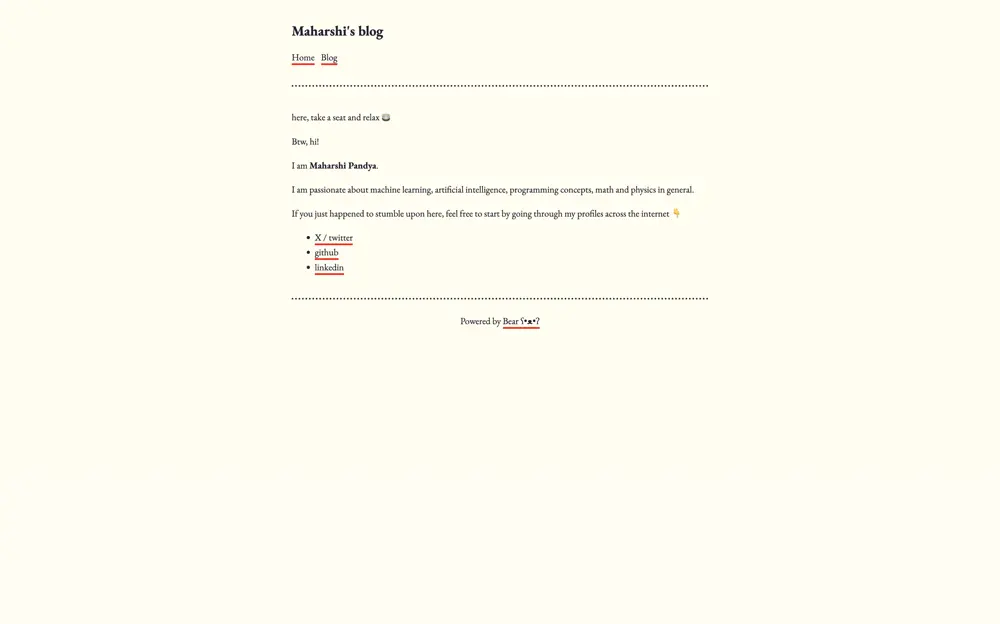 Maharshi's blog
Home Blog
here, take a seat and relax 🍚
Btw, hi!
I am Maharshi Pandya.
I am passionate about machine learning, artificial intelligence, programming concepts, math and physics in general.
If you just happened to stumble upon here, feel free to start by going through my profiles across the internet 👇
• X / twitter
• github
• linkedin
Powered by Bear ʕ•ᴥ•ʔ